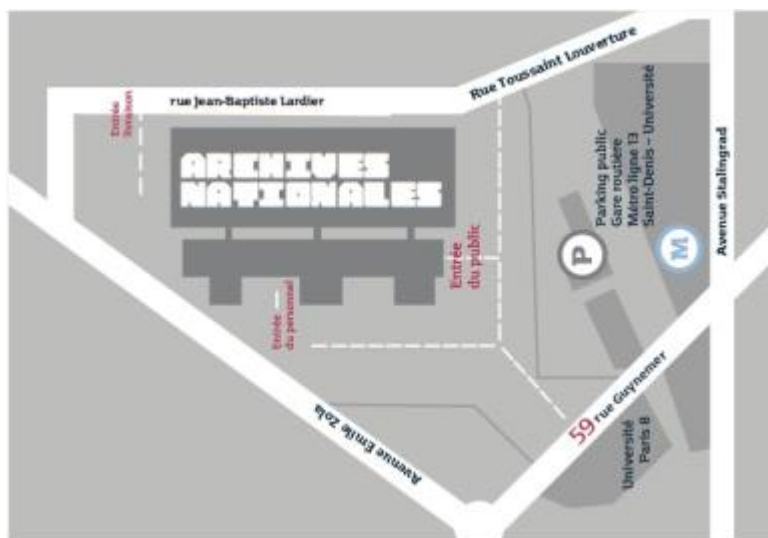 rue Jean-Baptiste Lardier
Rue Toussaint Louverture
Entrée
livraison
ARCHIVES
NATIONALES
Entrée
du public
Entrée
du personnel
Parking public
Gare routière
Métro ligne 13
Saint-Denis – Université
P
M
Avenue Stalingrad
59 rue Guynemer
Université
Paris 8
Avenue Emile Zola